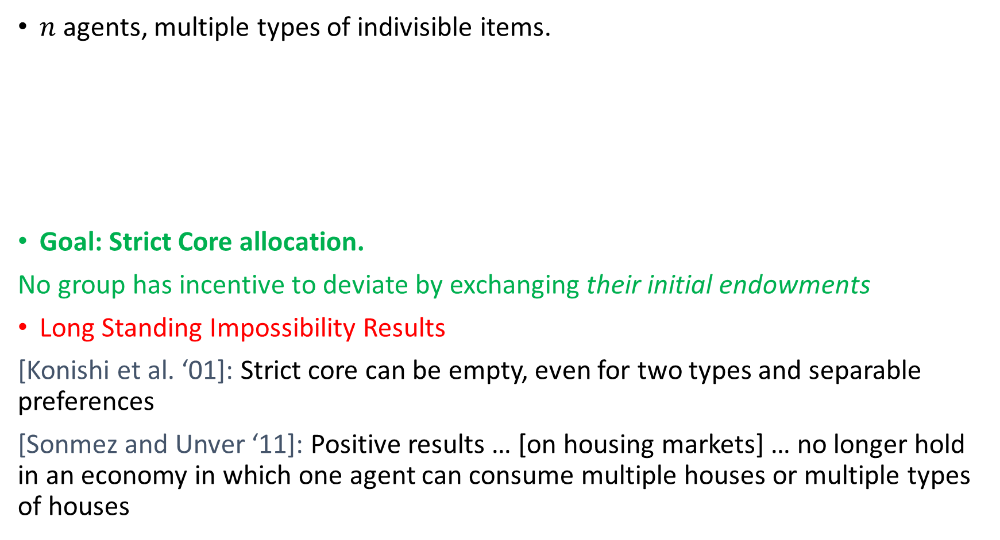 • n agents, multiple types of indivisible items.
• Goal: Strict Core allocation.
No group has incentive to deviate by exchanging their initial endowments
• Long Standing Impossibility Results
[Konishi et al. ‘01]: Strict core can be empty, even for two types and separable
preferences
[Sonmez and Unver ‘11]: Positive results … [on housing markets] … no longer hold
in an economy in which one agent can consume multiple houses or multiple types
of houses